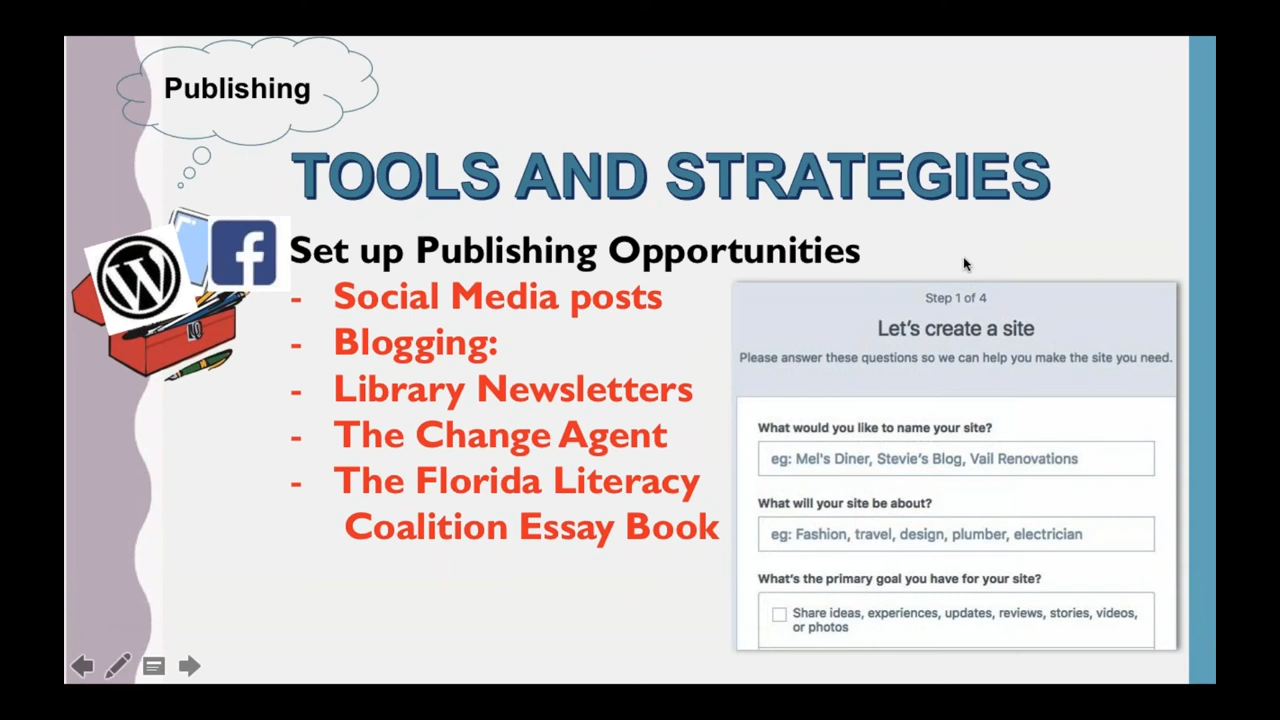 Publishing
TOOLS AND STRATEGIES
Set up Publishing Opportunities
- Social Media posts
- Blogging:
- Library Newsletters
- The Change Agent
- The Florida Literacy
Coalition Essay Book
Step 1 of 4
Let's create a site
Please answer these questions so we can help you make the site you need.
What would you like to name your site?
eg: Mel's Diner, Stevie's Blog, Vail Renovations
What will your site be about?
eg: Fashion, travel, design, plumber, electrician
What's the primary goal you have for your site?
Share ideas, experiences, updates, reviews, stories, videos,
or photos